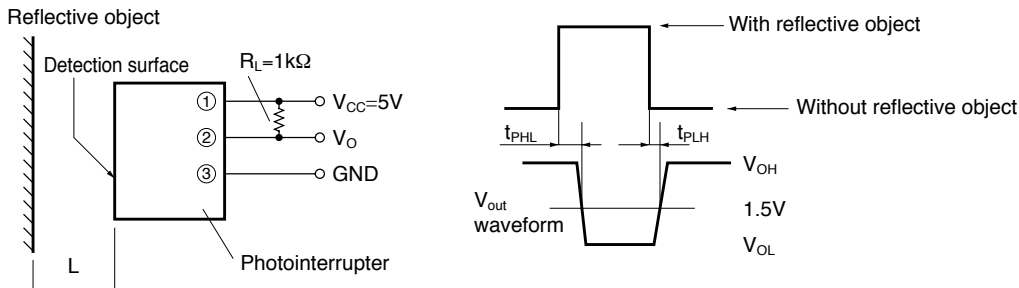 Reflective object
Detection surface
R_L=1kΩ
① V_CC=5V
② V_O
③ GND
L
Photointerrupter
With reflective object
Without reflective object
t_PHL
t_PLH
V_OH
V_out
waveform
1.5V
V_OL